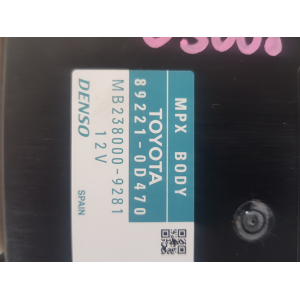 MPX BODY
TOYOTA
89221-0D470
MB238000-9281
12V
DENSO
SPAIN